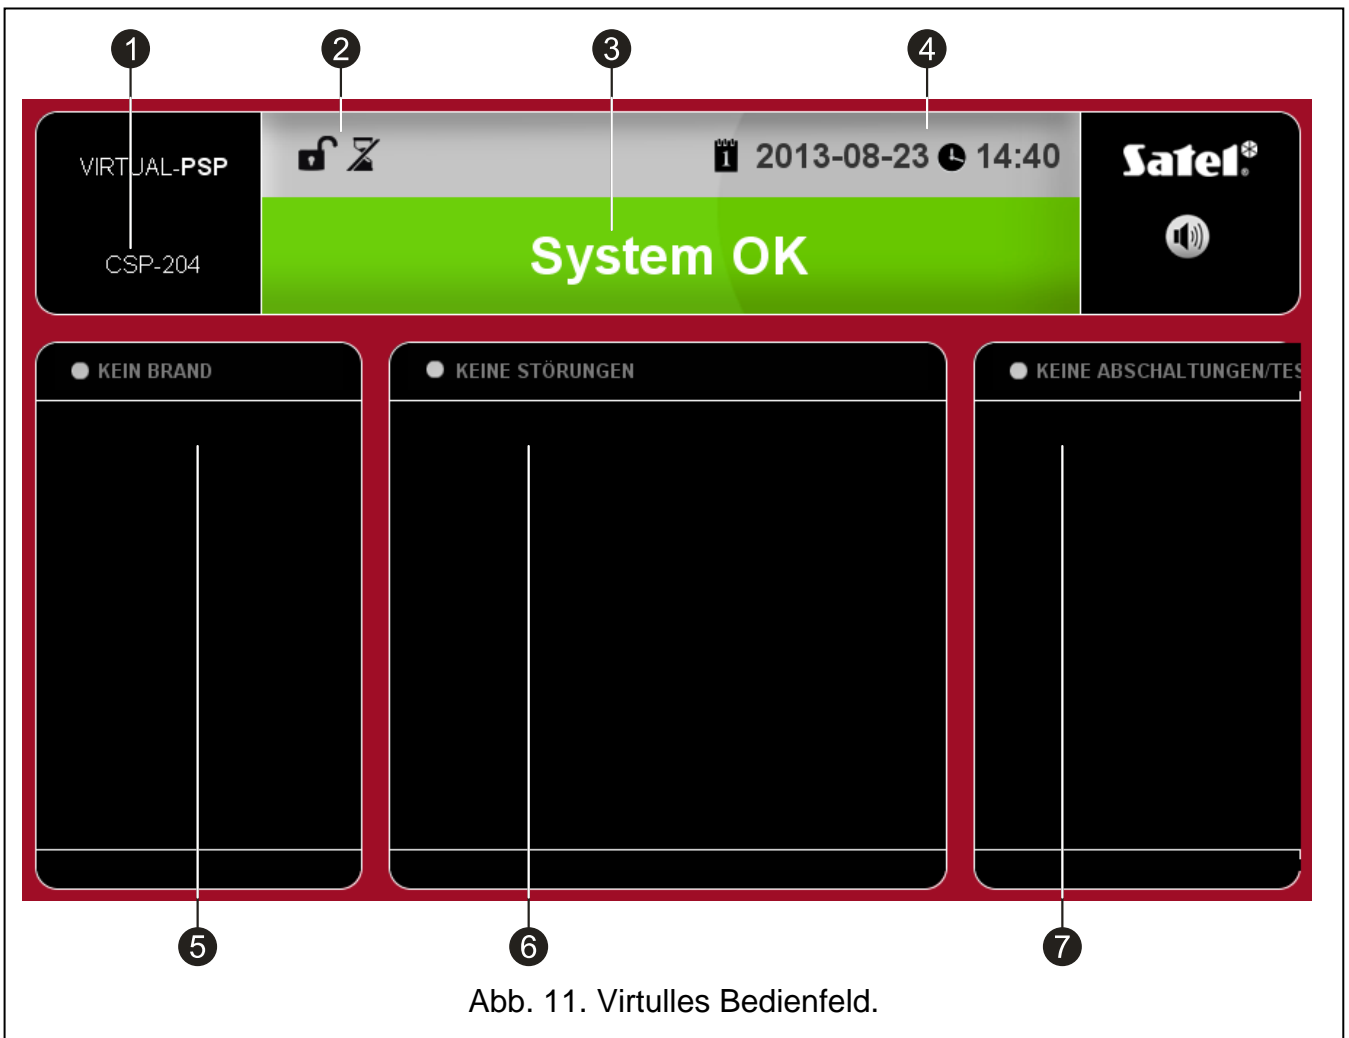 1 2 3 4
VIRTUAL-PSP
CSP-204
2013-08-23 14:40
System OK
Satel®
KEIN BRAND
KEINE STÖRUNGEN
KEINE ABSCHALTUNGEN/TES
5 6 7
Abb. 11. Virtulles Bedienfeld.